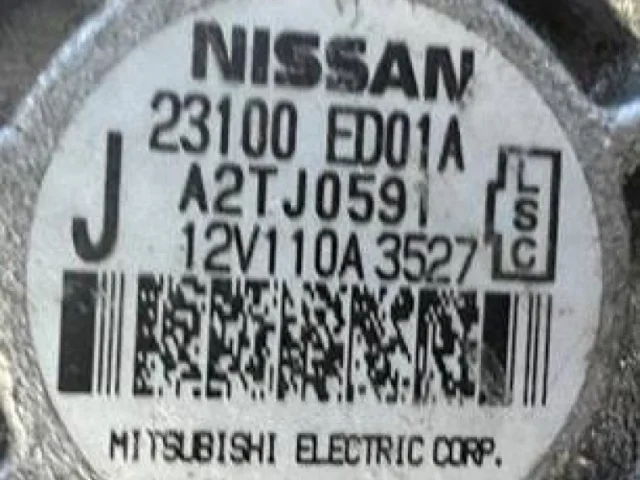 NISSAN
23100 ED01A
J
A2TJ0591
12V110A 3527
L
S
C
MITSUBISHI ELECTRIC CORP.